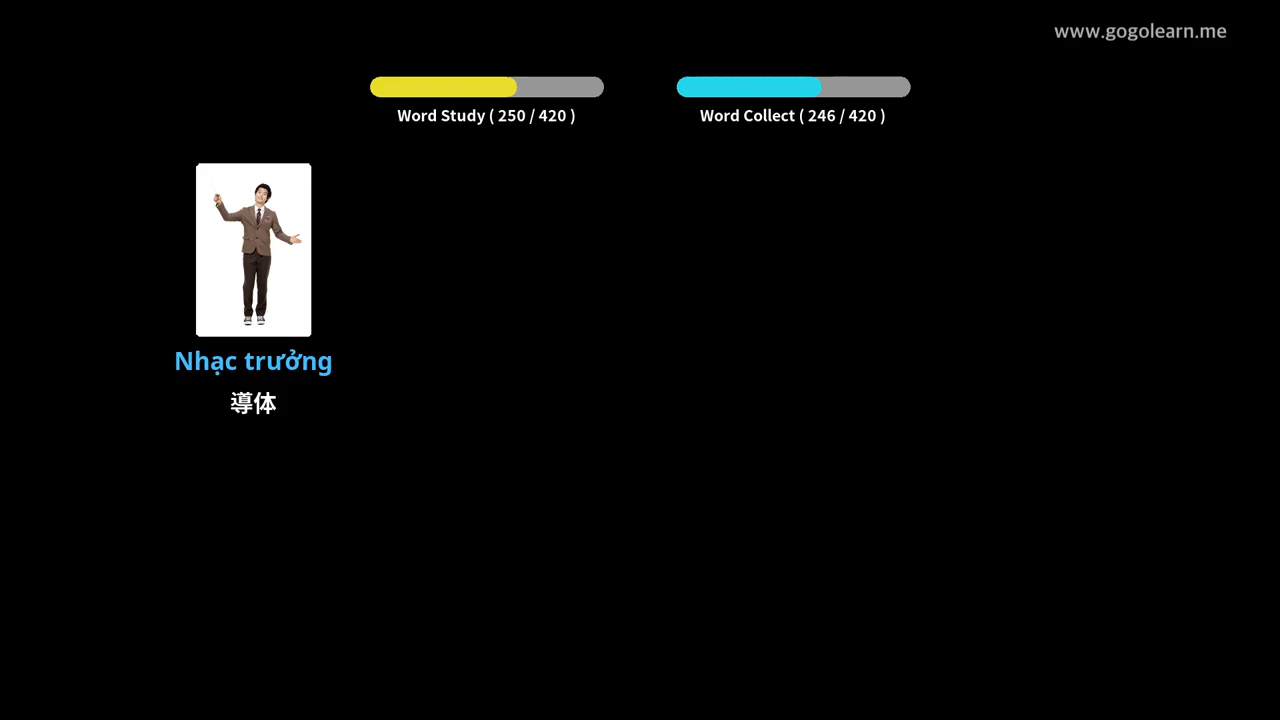 www.gogolearn.me
Word Study ( 250 / 420 )
Word Collect ( 246 / 420 )
Nhạc trưởng
導体